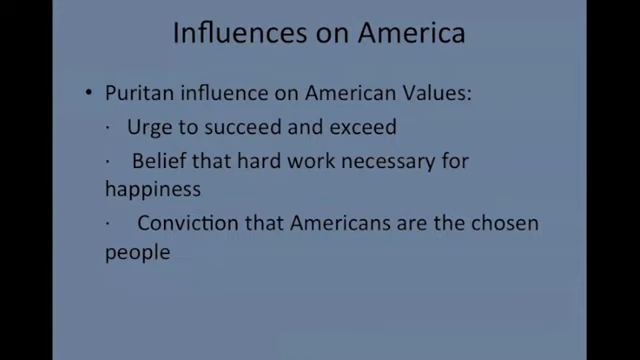 Influences on America
• Puritan influence on American Values:
· Urge to succeed and exceed
· Belief that hard work necessary for
happiness
· Conviction that Americans are the chosen
people